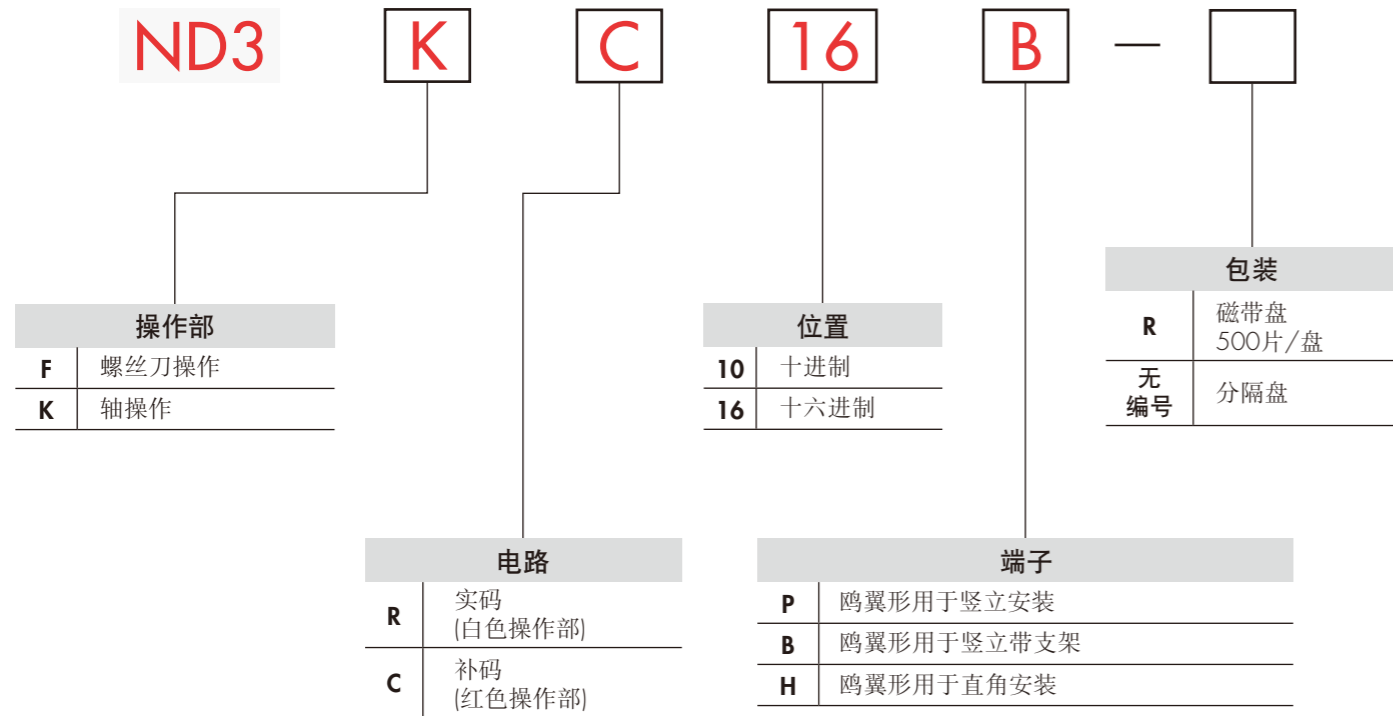 ND3 K C 16 B —
操作部
F 螺丝刀操作
K 轴操作
位置
10 十进制
16 十六进制
包装
R 磁带盘
500片/盘
无
编号 分隔盘
电路
R 实码
(白色操作部)
C 补码
(红色操作部)
端子
P 鸥翼形用于竖立安装
B 鸥翼形用于竖立带支架
H 鸥翼形用于直角安装